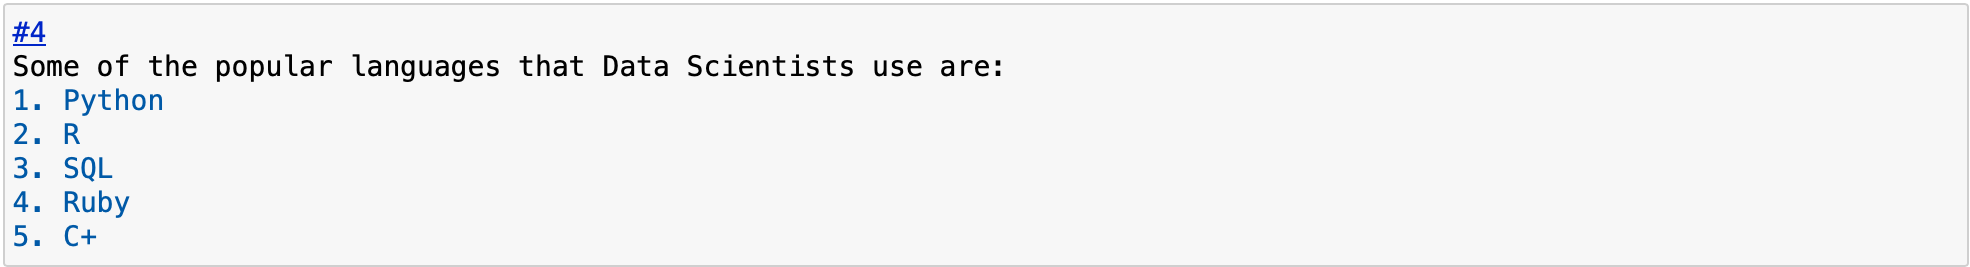 #4
Some of the popular languages that Data Scientists use are:
1. Python
2. R
3. SQL
4. Ruby
5. C+